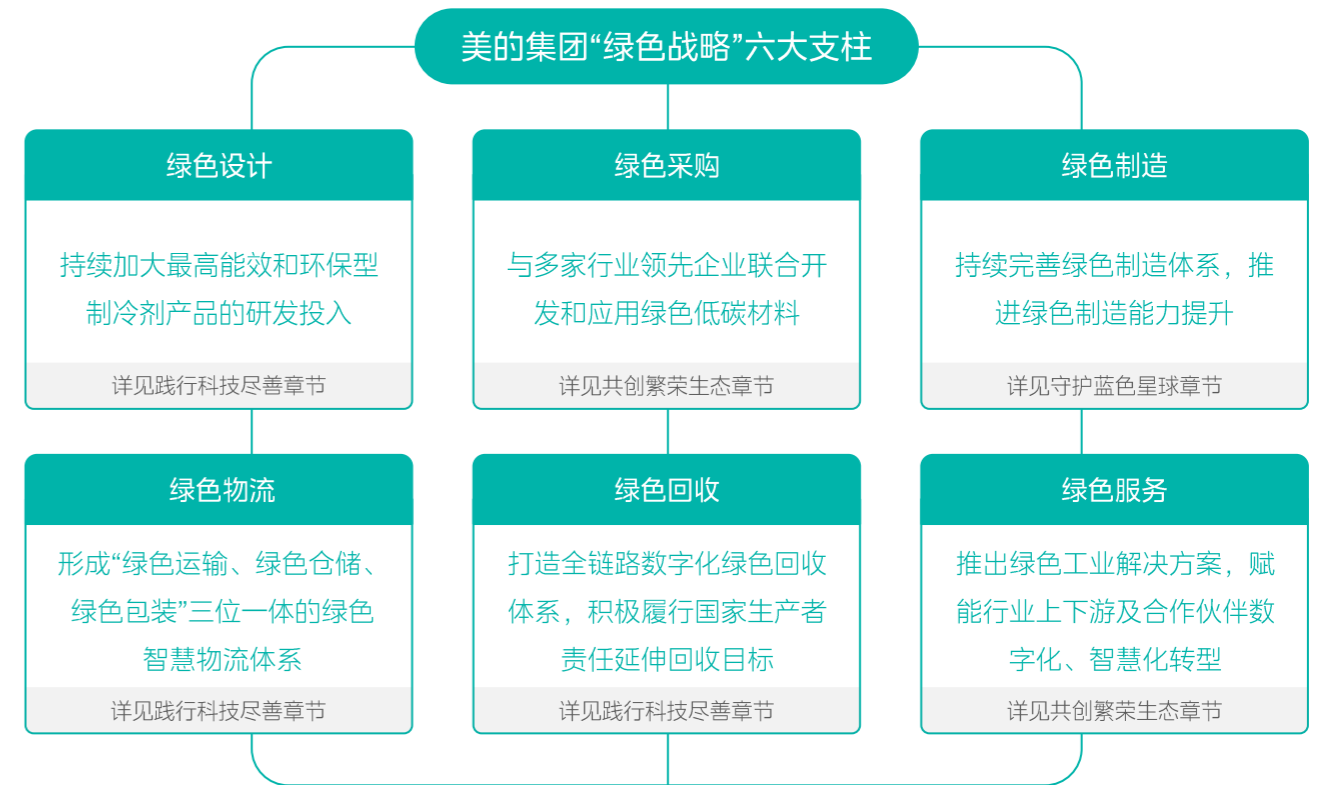 美的集团“绿色战略”六大支柱
绿色设计
持续加大最高能效和环保型
制冷剂产品的研发投入
详见践行科技尽善章节
绿色采购
与多家行业领先企业联合开
发和应用绿色低碳材料
详见共创繁荣生态章节
绿色制造
持续完善绿色制造体系，推
进绿色制造能力提升
详见守护蓝色星球章节
绿色物流
形成“绿色运输、绿色仓储、
绿色包装”三位一体的绿色
智慧物流体系
详见践行科技尽善章节
绿色回收
打造全链路数字化绿色回收
体系，积极履行国家生产者
责任延伸回收目标
详见践行科技尽善章节
绿色服务
推出绿色工业解决方案，赋
能行业上下游及合作伙伴数
字化、智慧化转型
详见共创繁荣生态章节